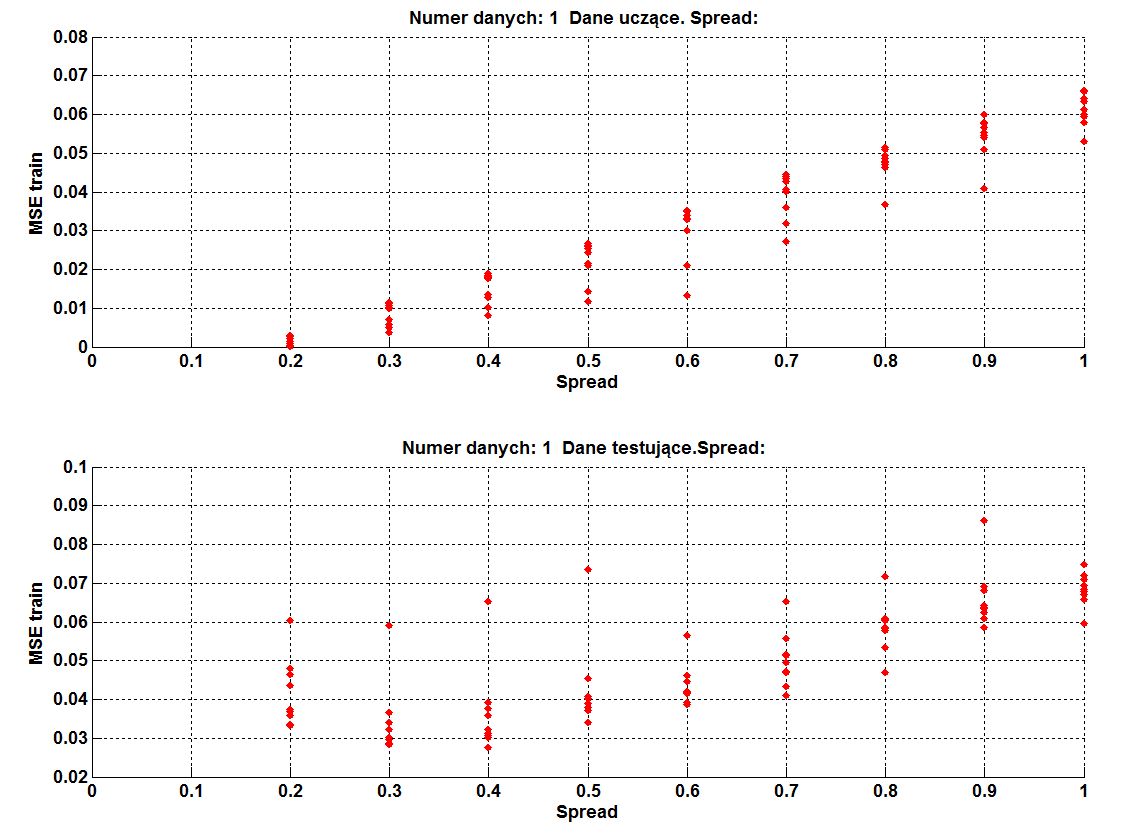 Numer danych: 1  Dane uczące. Spread:
0.08
0.07
0.06
0.05
0.04
0.03
0.02
0.01
0
MSE train
0 0.1 0.2 0.3 0.4 0.5 0.6 0.7 0.8 0.9 1
Spread
Numer danych: 1  Dane testujące.Spread:
0.1
0.09
0.08
0.07
0.06
0.05
0.04
0.03
0.02
MSE train
0 0.1 0.2 0.3 0.4 0.5 0.6 0.7 0.8 0.9 1
Spread